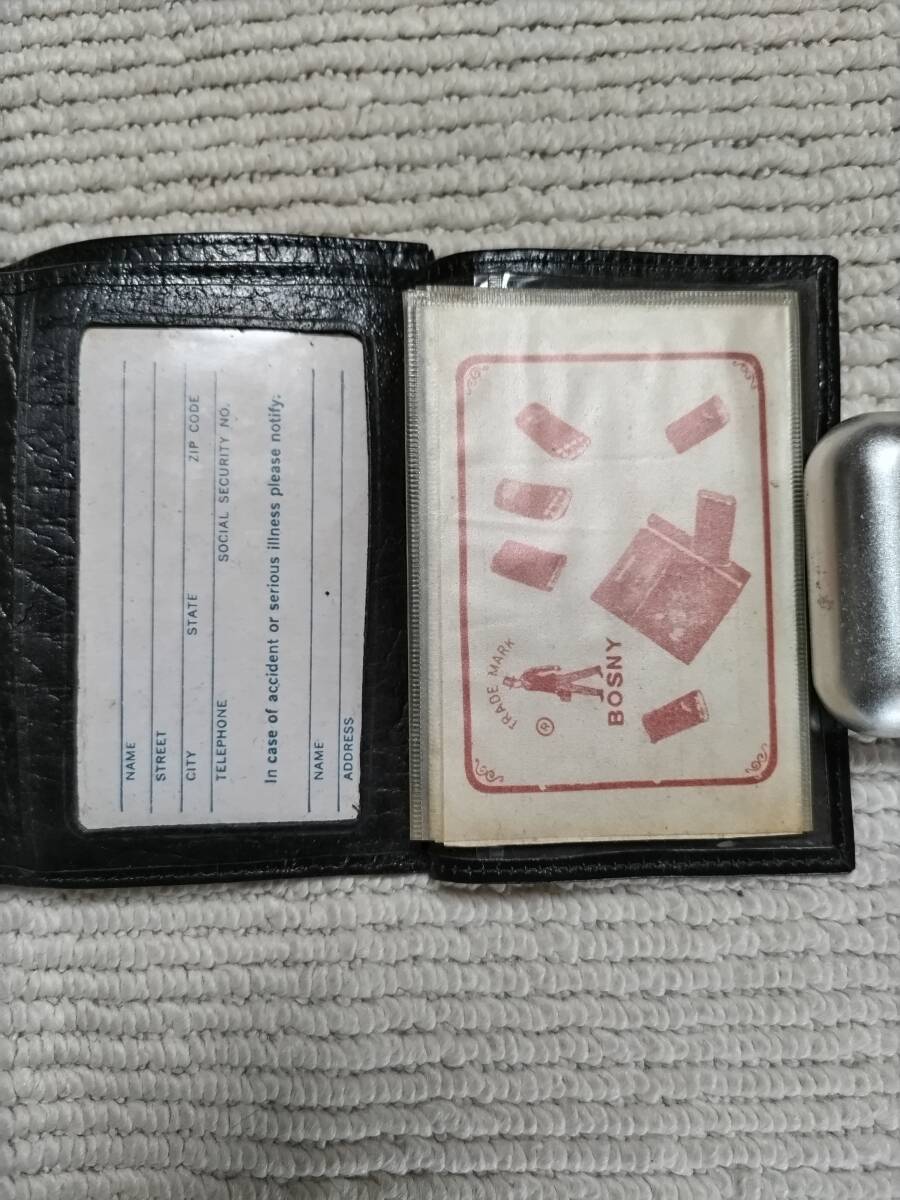 NAME
STREET
CITY STATE ZIP CODE
TELEPHONE SOCIAL SECURITY NO.
In case of accident or serious illness please notify:
NAME
ADDRESS
TRADE MARK
®
BOSNY